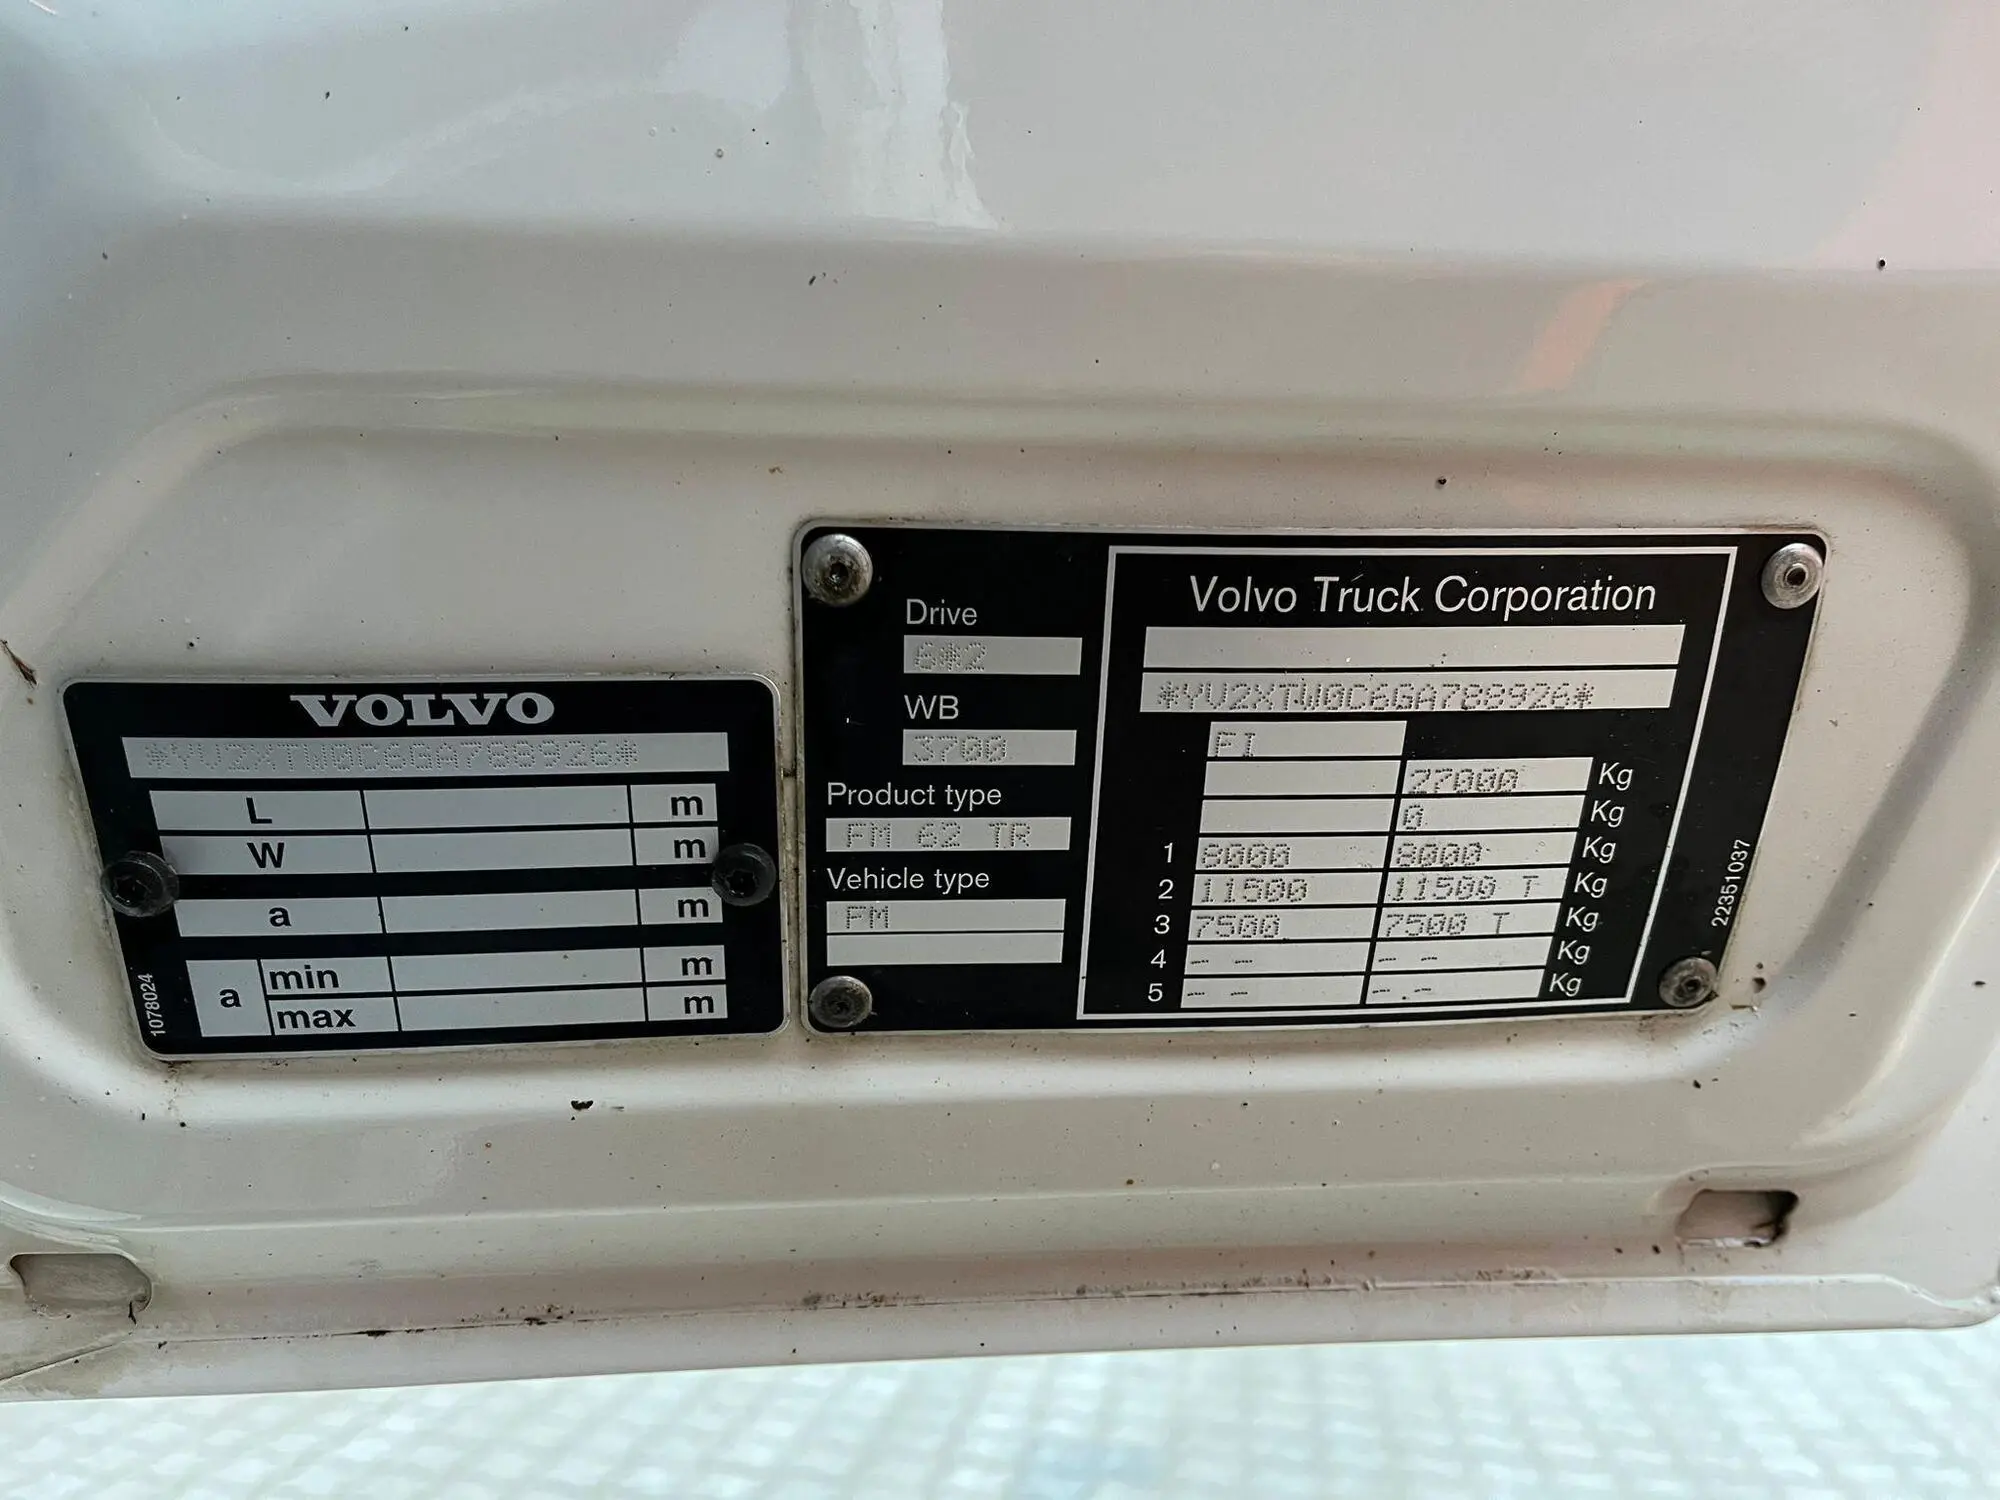 VOLVO
*YV2XTW0C6GA788926*
L m
W m
a m
a min m
max m
1078024
Drive
6*2
WB
3700
Product type
FM 62 TR
Vehicle type
FM
Volvo Truck Corporation
*YV2XTW0C6GA788926*
FI
27000 Kg
0 Kg
1 8000 8000 Kg
2 11500 11500 T Kg
3 7500 7500 T Kg
4 -- -- -- -- Kg
5 -- -- -- -- Kg
22351037